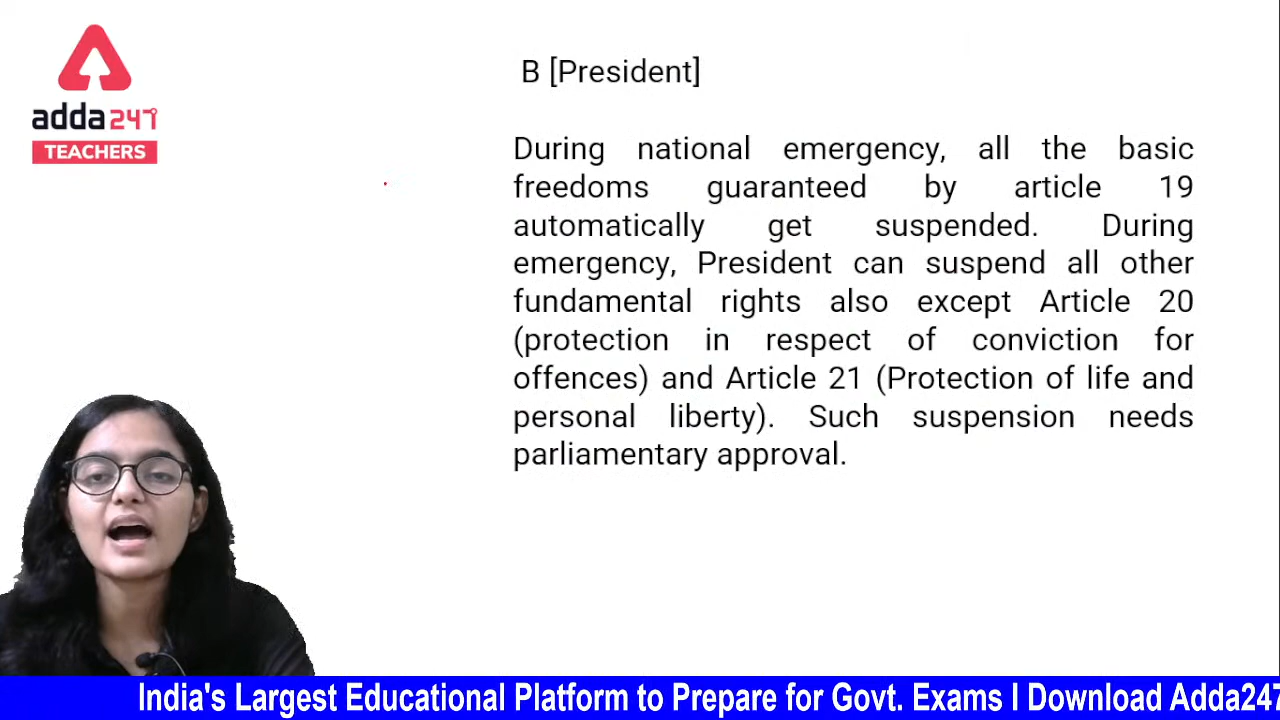 adda247
TEACHERS
B [President]
During national emergency, all the basic
freedoms guaranteed by article 19
automatically get suspended. During
emergency, President can suspend all other
fundamental rights also except Article 20
(protection in respect of conviction for
offences) and Article 21 (Protection of life and
personal liberty). Such suspension needs
parliamentary approval.
India's Largest Educational Platform to Prepare for Govt. Exams I Download Adda247